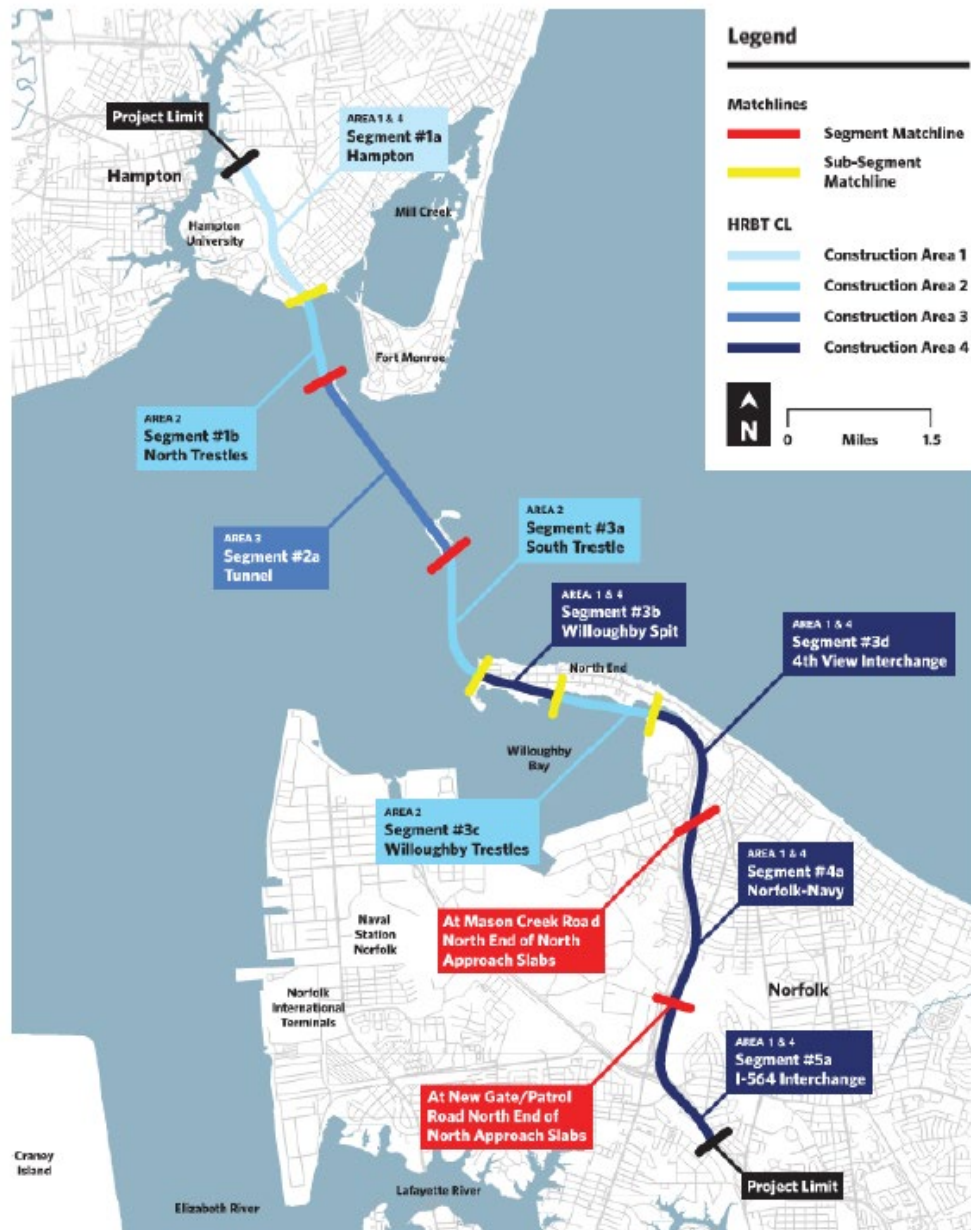 Project Limit
AREA 1 & 4
Segment #1a
Hampton
Hampton
Mill Creek
Hampton
University
Fort Monroe
AREA 2
Segment #1b
North Trestles
AREA 3
Segment #2a
Tunnel
AREA 2
Segment #3a
South Trestle
AREA. 1 & 4
Segment #3b
Willoughby Spit
AREA 1 & 4
Segment #3d
4th View Interchange
North End
Willoughby
Bay
AREA 2
Segment #3c
Willoughby Trestles
AREA 1 & 4
Segment #4a
Norfolk-Navy
At Mason Creek Road
North End of North
Approach Slabs
Naval
Station
Norfolk
Norfolk
International
Terminals
Norfolk
AREA 1 & 4
Segment #5a
I-564 Interchange
At New Gate/Patrol
Road North End of
North Approach Slabs
Project Limit
Craney
Island
Elizabeth River
Lafayette River
Legend
Matchlines
Segment Matchline
Sub-Segment
Matchline
HRBT CL
Construction Area 1
Construction Area 2
Construction Area 3
Construction Area 4
N
0 Miles 1.5